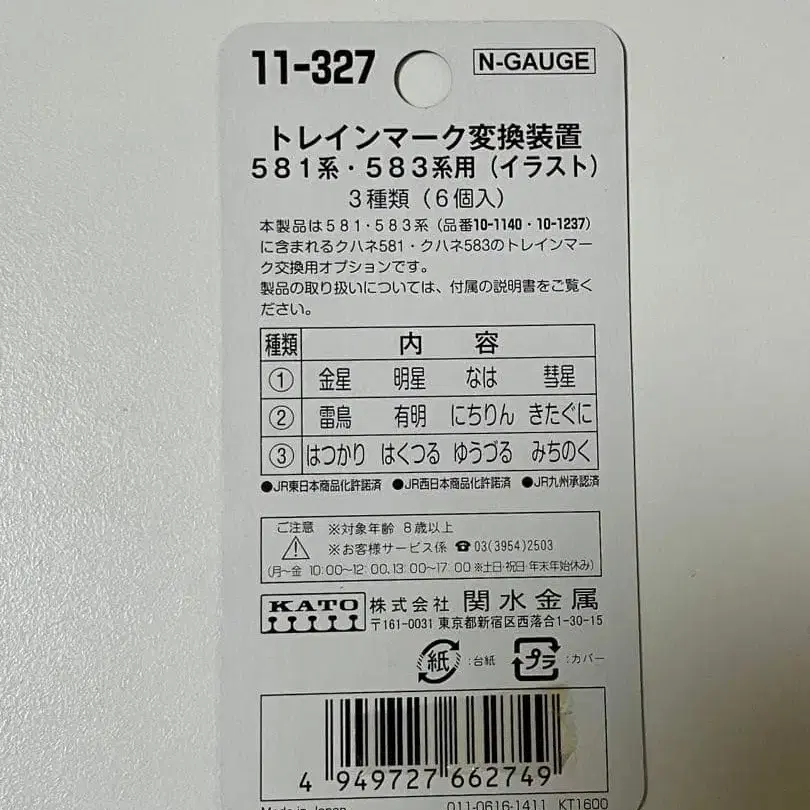 11-327 N-GAUGE
トレインマーク変換装置
581系・583系用（イラスト）
3種類（6個入）
本製品は581・583系（品番10-1140・10-1237）
に含まれるクハネ581・クハネ583のトレインマー
ク交換用オプションです。
製品の取り扱いについては、付属の説明書をご覧く
ださい。
種類 内容
① 金星 明星 なは 彗星
② 雷鳥 有明 にちりん きたぐに
③ はつかり はくつる ゆうづる みちのく
●JR東日本商品化許諾済 ●JR西日本商品化許諾済 ●JR九州承認済
ご注意 ※対象年齢 8歳以上
※お客様サービス係 ☎03(3954)2503
(月〜金 10:00〜12:00、13:00〜17:00 ※土日・祝日・年末年始休み)
KATO 株式会社 関水金属
〒161-0031 東京都新宿区西落合1-30-15
紙 :台紙 プラ :カバー
4 949727 662749
Made in Japan 011-0616-1411 KT1600